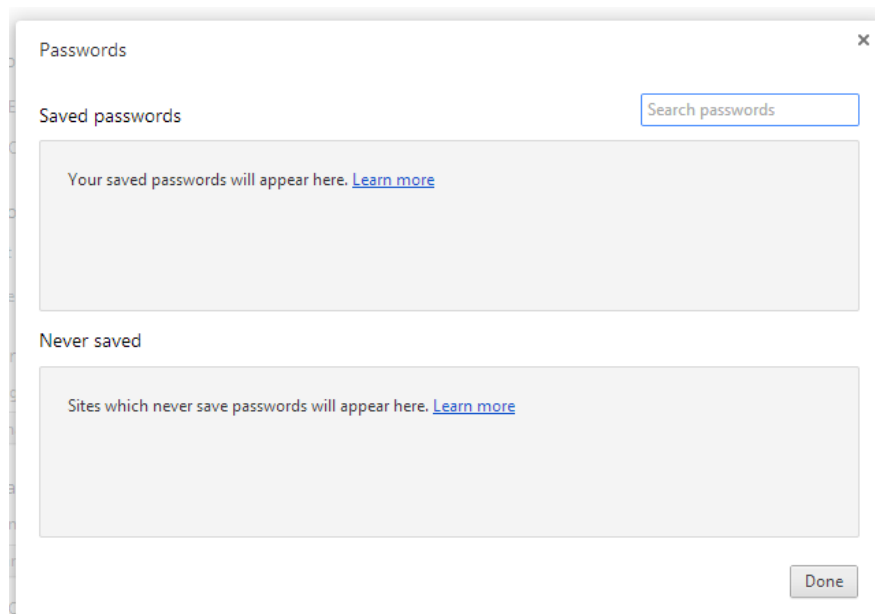 Passwords
Saved passwords
Search passwords
Your saved passwords will appear here. Learn more
Never saved
Sites which never save passwords will appear here. Learn more
Done